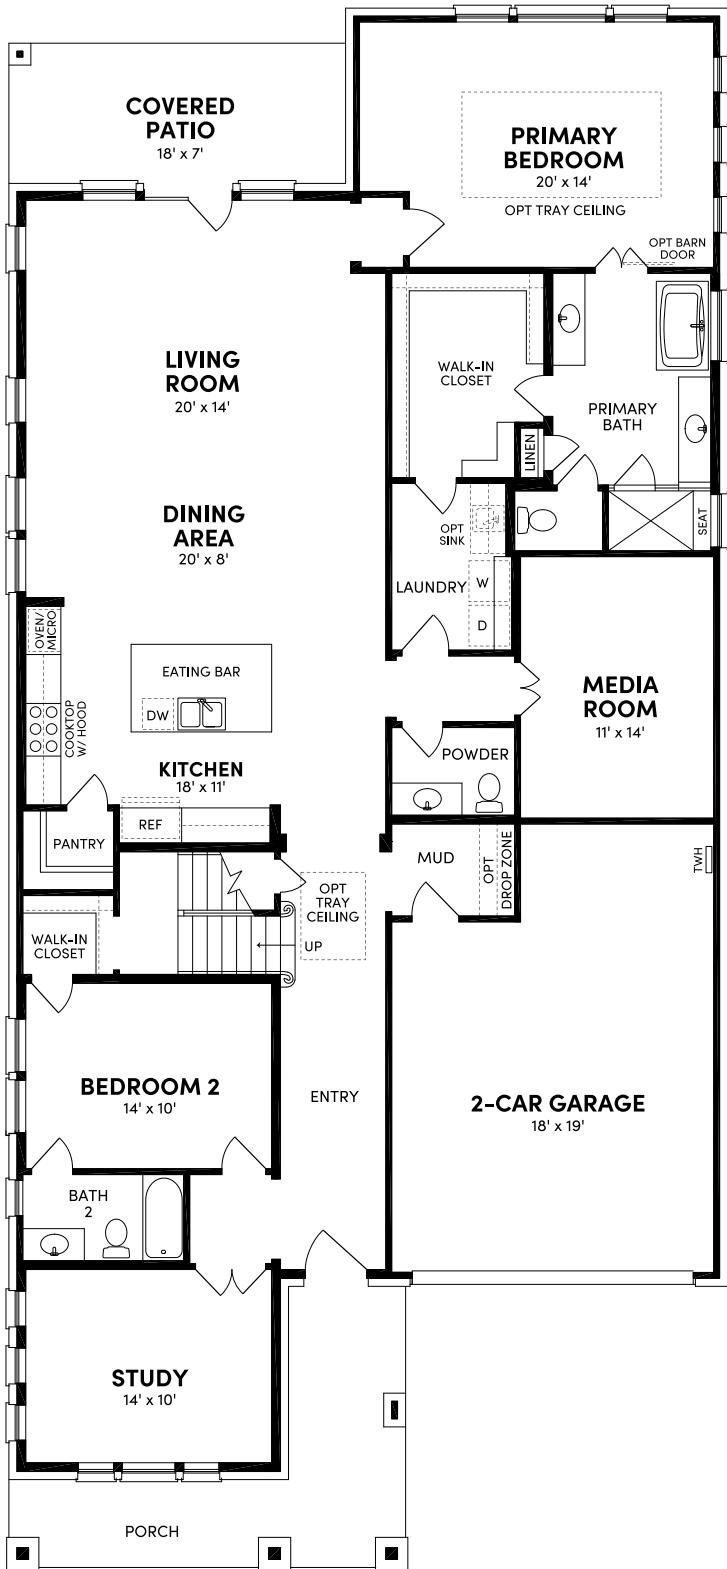 COVERED
PATIO
18' x 7'
PRIMARY
BEDROOM
20' x 14'
OPT TRAY CEILING
OPT BARN
DOOR
LIVING
ROOM
20' x 14'
WALK-IN
CLOSET
PRIMARY
BATH
LINEN
DINING
AREA
20' x 8'
OPT
SINK
SEAT
LAUNDRY
W
D
OVEN/
MICRO
EATING BAR
DW
COOKTOP
W/ HOOD
MEDIA
ROOM
11' x 14'
KITCHEN
18' x 11'
POWDER
REF
PANTRY
MUD
OPT
DROP ZONE
TWH
OPT
TRAY
CEILING
WALK-IN
CLOSET
UP
BEDROOM 2
14' x 10'
ENTRY
2-CAR GARAGE
18' x 19'
BATH
2
STUDY
14' x 10'
PORCH